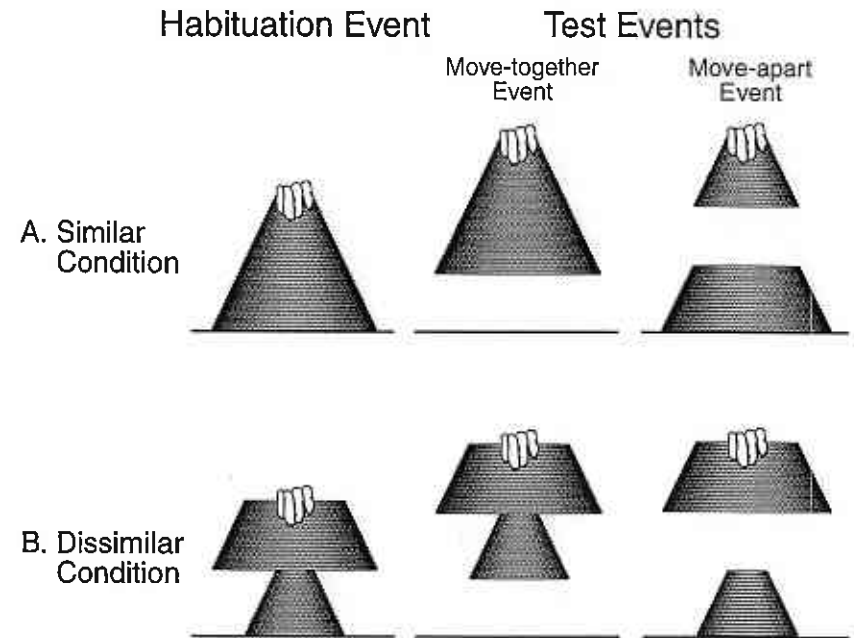 Habituation Event Test Events
Move-together Event
Move-apart Event
A. Similar Condition
B. Dissimilar Condition